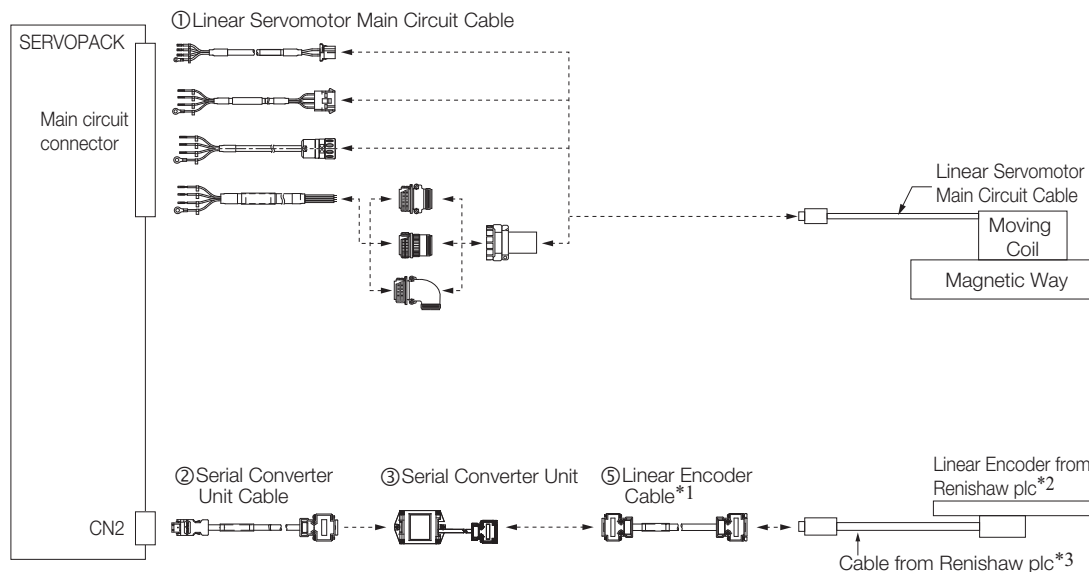 ①Linear Servomotor Main Circuit Cable
SERVOPACK
Main circuit
connector
Linear Servomotor
Main Circuit Cable
Moving
Coil
Magnetic Way
②Serial Converter
Unit Cable
③Serial Converter Unit
⑤Linear Encoder
Cable*1
Linear Encoder from
Renishaw plc*2
CN2
Cable from Renishaw plc*3